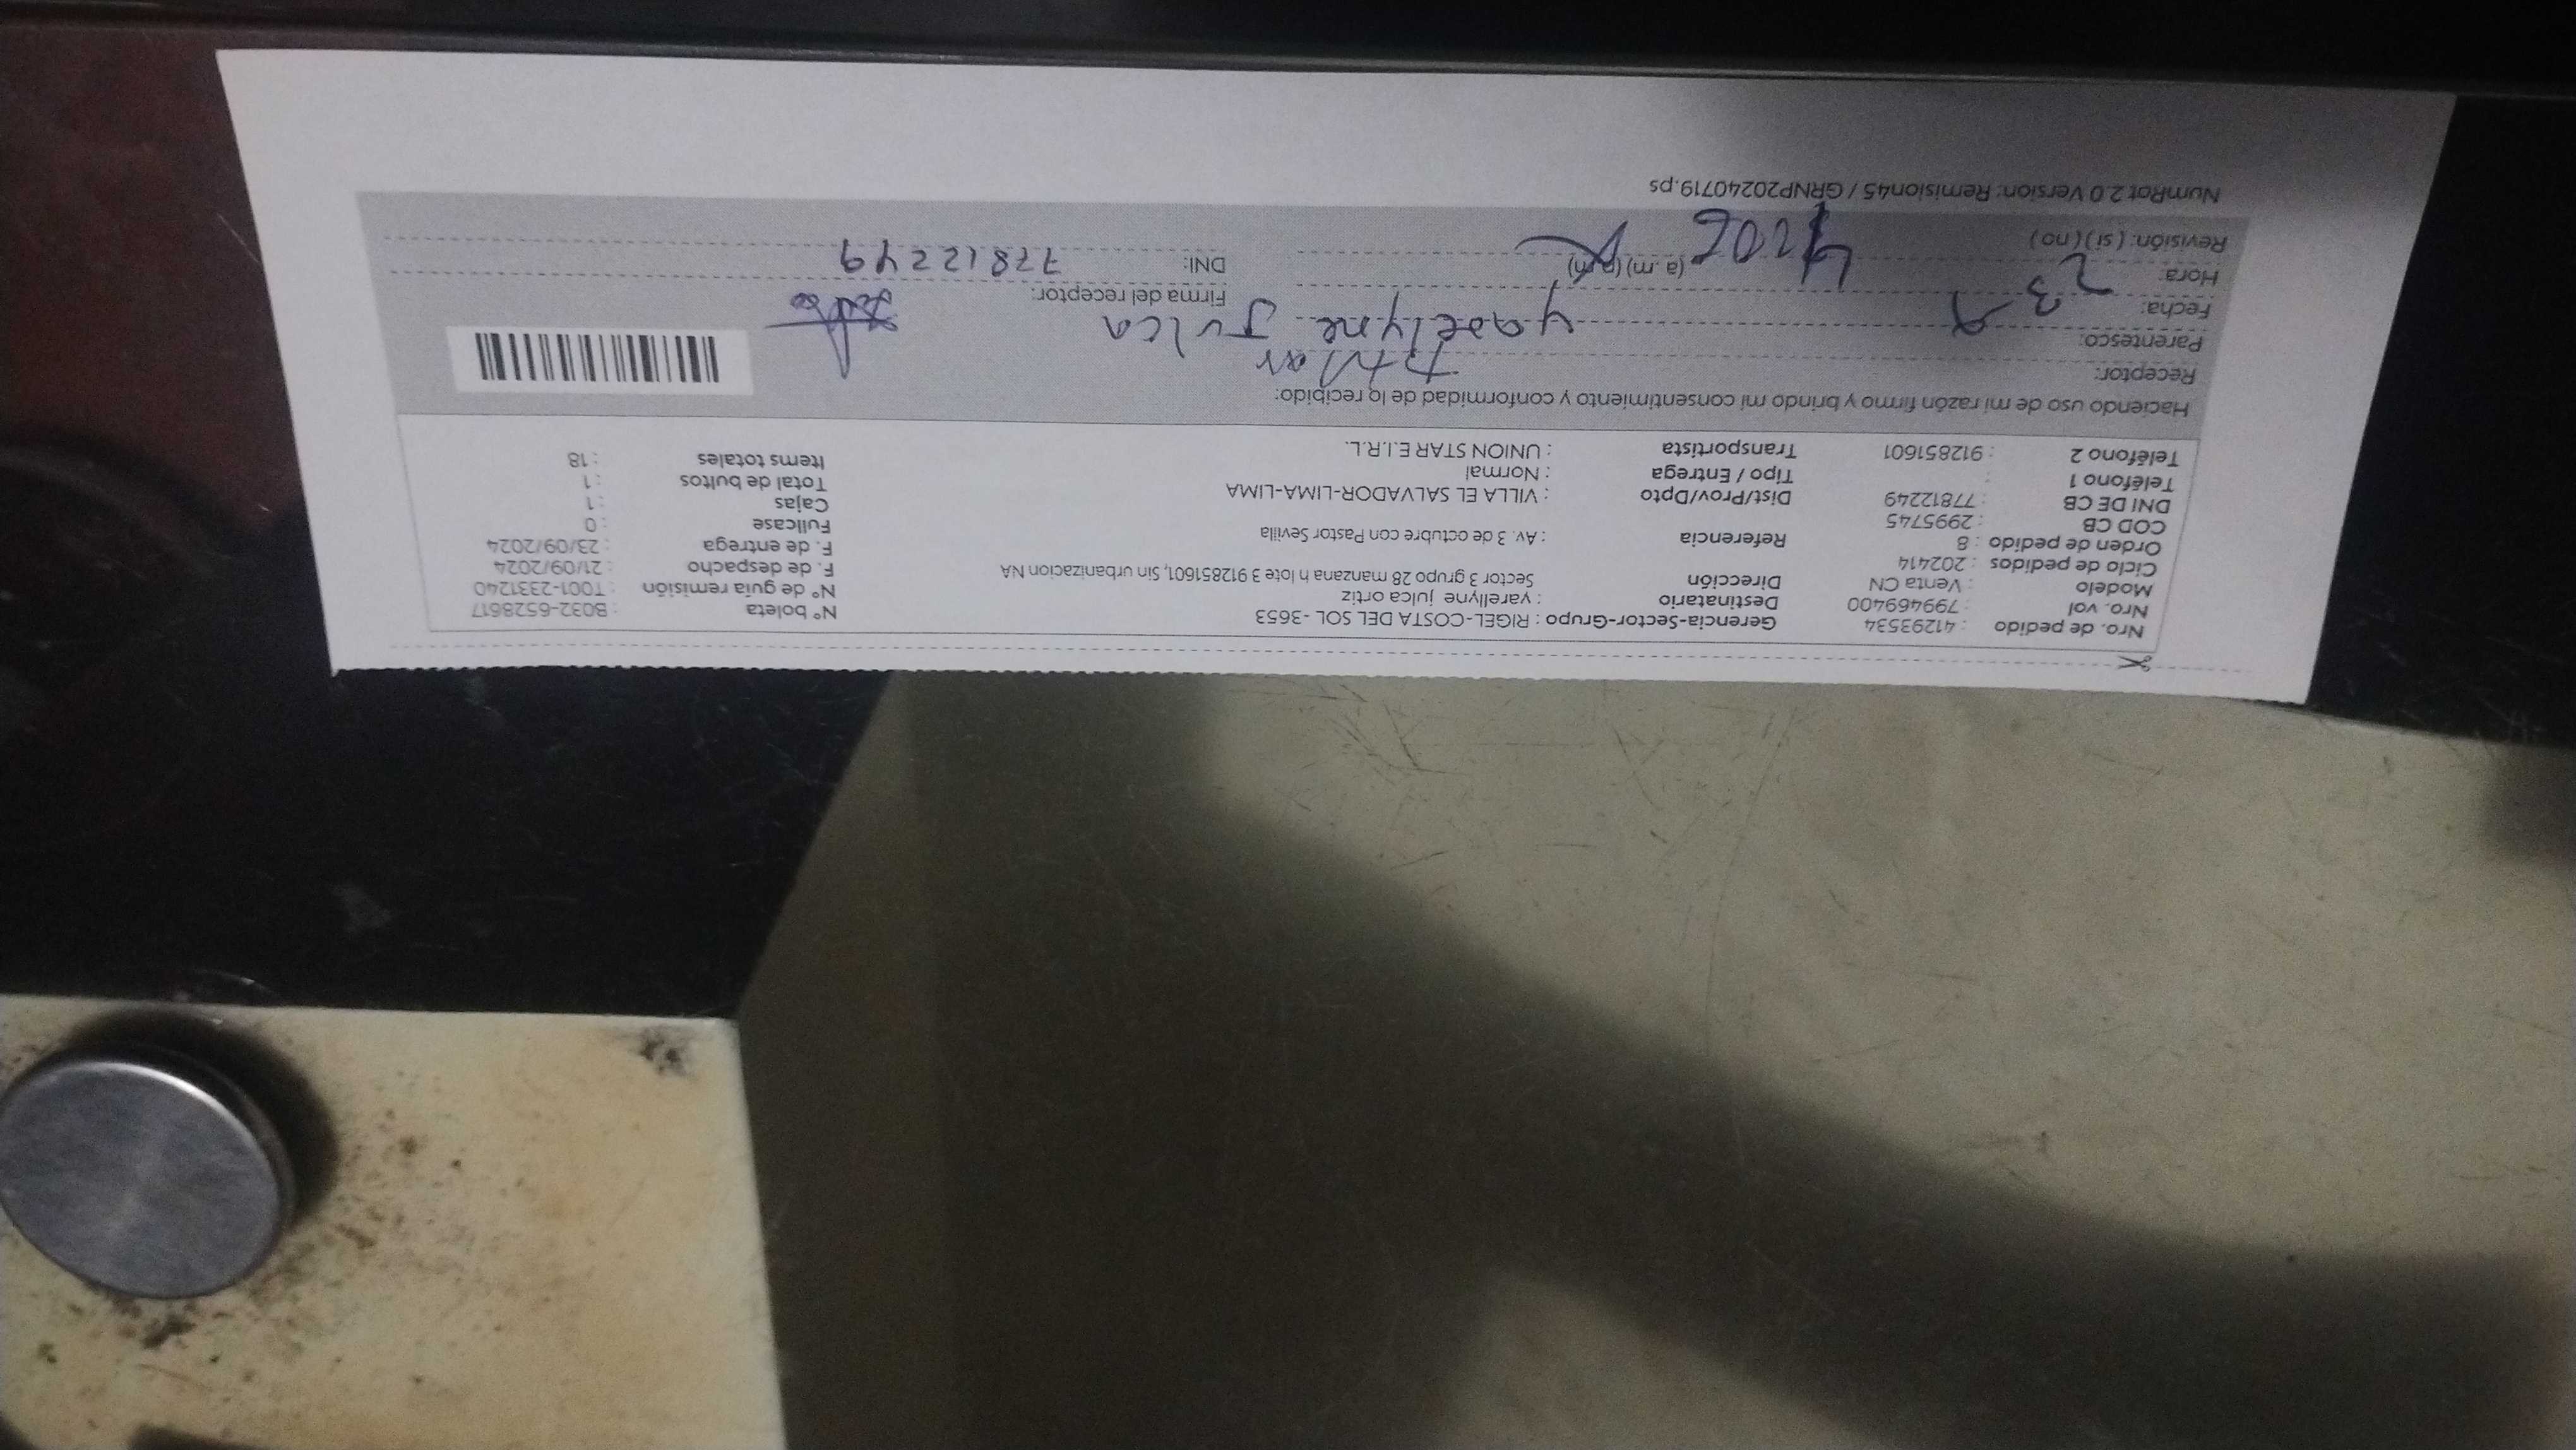 Nro. de pedido : 41293534 Gerencia-Sector-Grupo : RIGEL-COSTA DEL SOL -3653 N° boleta : B032-6528617
Nro. vol : 799469400 Destinatario : yarellyne julca ortiz N° de guía remisión : T001-2331240
Modelo : Venta CN Dirección Sector 3 grupo 28 manzana h lote 3 912851601, Sin urbanizacion NA F. de despacho : 21/09/2024
Ciclo de pedidos : 202414 F. de entrega : 23/09/2024
Orden de pedido : 8 Referencia : Av. 3 de octubre con Pastor Sevilla Fullcase : 0
COD CB : 2995745 Cajas : 1
DNI DE CB : 77812249 Dist/Prov/Dpto : VILLA EL SALVADOR-LIMA-LIMA Total de bultos : 1
Teléfono 1 : Tipo / Entrega : Normal Items totales : 18
Teléfono 2 : 912851601 Transportista : UNION STAR E.I.R.L.
Haciendo uso de mi razón firmo y brindo mi consentimiento y conformidad de lo recibido:
Receptor:
Parentesco: Julca
Fecha: 23 9 Firma del receptor:
Hora: (a .m) (p.m) DNI: 77812249
Revisión: ( si ) ( no )
NumRot 2.0 Version: Remision45 / GRNP20240719.ps